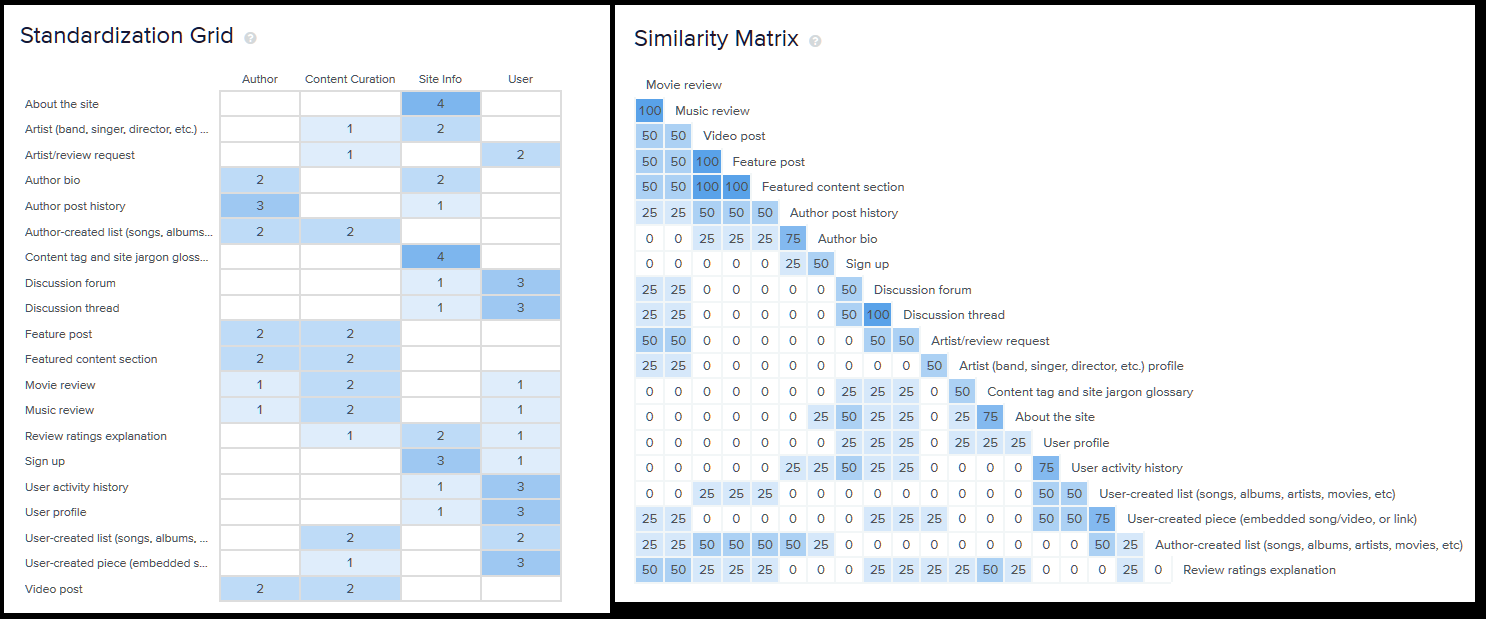 Standardization Grid ?
Author Content Curation Site Info User
About the site 4
Artist (band, singer, director, etc.) ... 1 2
Artist/review request 1 2
Author bio 2 2
Author post history 3 1
Author-created list (songs, albums... 2 2
Content tag and site jargon gloss... 4
Discussion forum 1 3
Discussion thread 1 3
Feature post 2 2
Featured content section 2 2
Movie review 1 2 1
Music review 1 2 1
Review ratings explanation 1 2 1
Sign up 3 1
User activity history 1 3
User profile 1 3
User-created list (songs, albums, ... 2 2
User-created piece (embedded s... 1 3
Video post 2 2
Similarity Matrix ?
Movie review
100 Music review
50 50 Video post
50 50 100 Feature post
50 50 100 100 Featured content section
25 25 50 50 50 Author post history
0 0 25 25 25 75 Author bio
0 0 0 0 0 25 50 Sign up
25 25 0 0 0 0 0 50 Discussion forum
25 25 0 0 0 0 0 50 100 Discussion thread
50 50 0 0 0 0 0 0 50 50 Artist/review request
25 25 0 0 0 0 0 0 0 0 50 Artist (band, singer, director, etc.) profile
0 0 0 0 0 0 0 25 25 25 0 50 Content tag and site jargon glossary
0 0 0 0 0 0 25 50 25 25 0 25 75 About the site
0 0 0 0 0 0 0 25 25 25 0 25 25 25 User profile
0 0 0 0 0 25 25 50 25 25 0 0 0 0 75 User activity history
0 0 25 25 25 0 0 0 0 0 0 0 0 0 50 50 User-created list (songs, albums, artists, movies, etc)
25 25 0 0 0 0 0 0 25 25 25 0 0 0 50 50 75 User-created piece (embedded song/video, or link)
25 25 50 50 50 50 25 0 0 0 0 0 0 0 0 0 50 25 Author-created list (songs, albums, artists, movies, etc)
50 50 25 25 25 0 0 0 25 25 25 25 50 25 0 0 0 25 0 Review ratings explanation